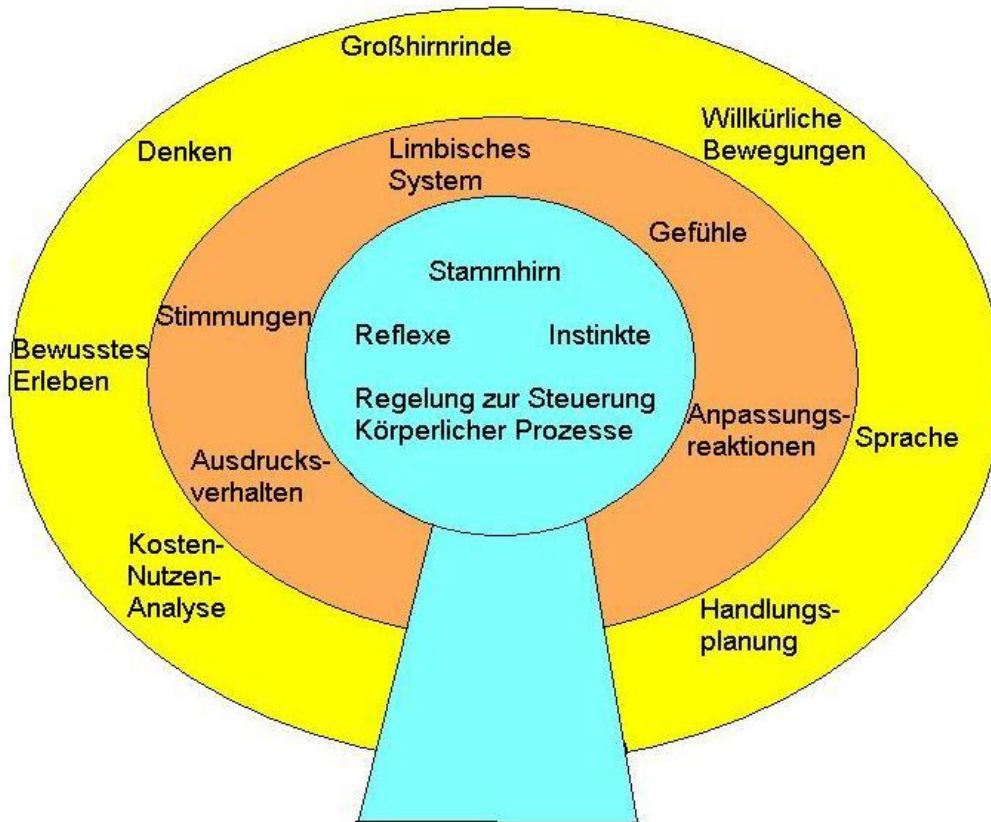 Großhirnrinde
Willkürliche
Bewegungen
Denken
Limbisches
System
Gefühle
Stammhirn
Stimmungen
Reflexe
Instinkte
Bewusstes
Erleben
Regelung zur Steuerung
Körperlicher Prozesse
Anpassungs-
reaktionen
Sprache
Ausdrucks-
verhalten
Kosten-
Nutzen-
Analyse
Handlungs-
planung